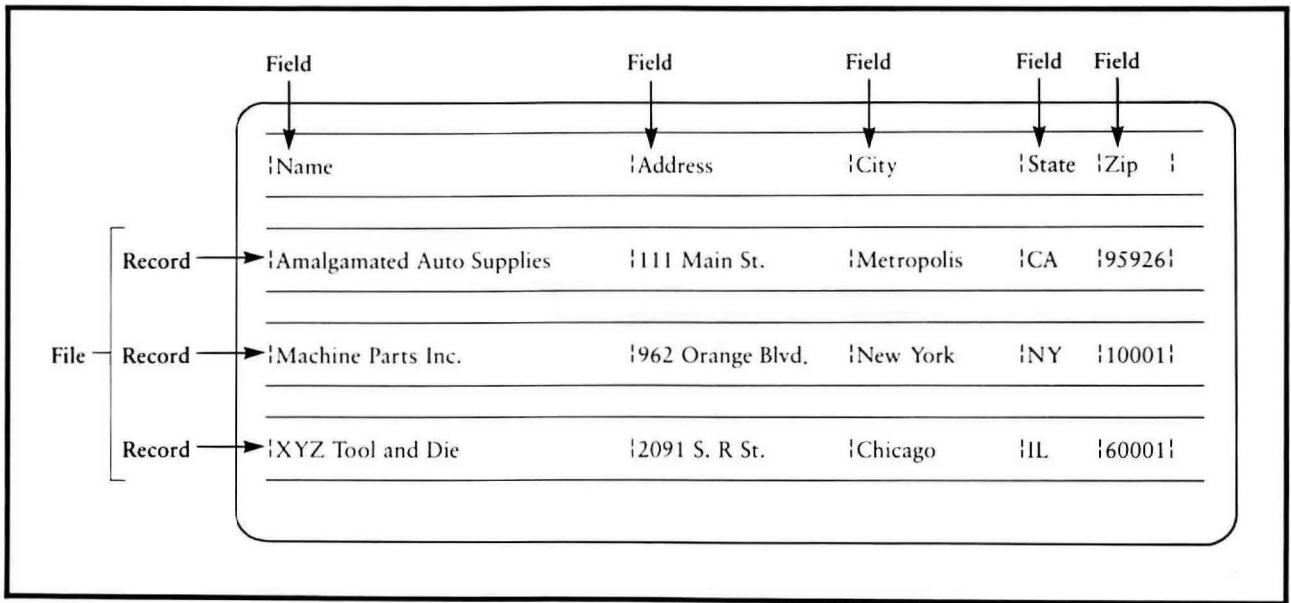 Field Field Field Field Field
¦Name ¦Address ¦City ¦State ¦Zip ¦
Record ¦Amalgamated Auto Supplies ¦111 Main St. ¦Metropolis ¦CA ¦95926¦
File Record ¦Machine Parts Inc. ¦962 Orange Blvd. ¦New York ¦NY ¦10001¦
Record ¦XYZ Tool and Die ¦2091 S. R St. ¦Chicago ¦IL ¦60001¦